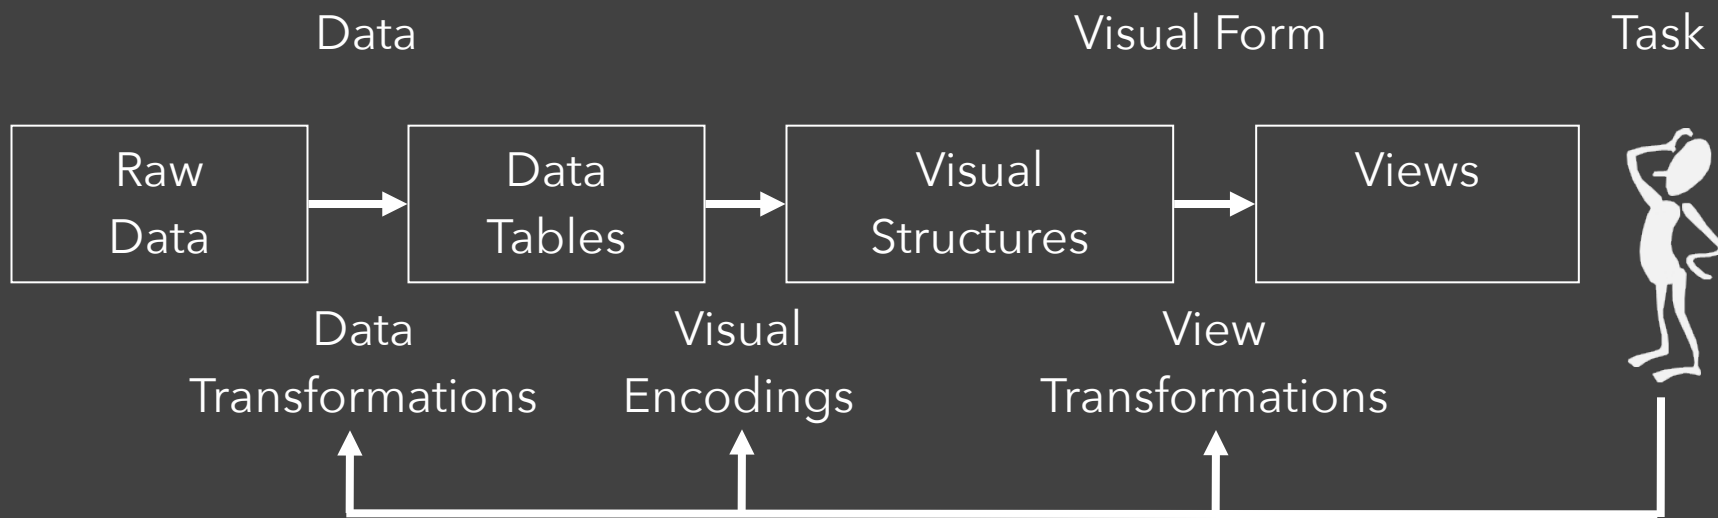 Data
Visual Form
Task
Raw
Data
Data
Tables
Visual
Structures
Views
Data
Transformations
Visual
Encodings
View
Transformations